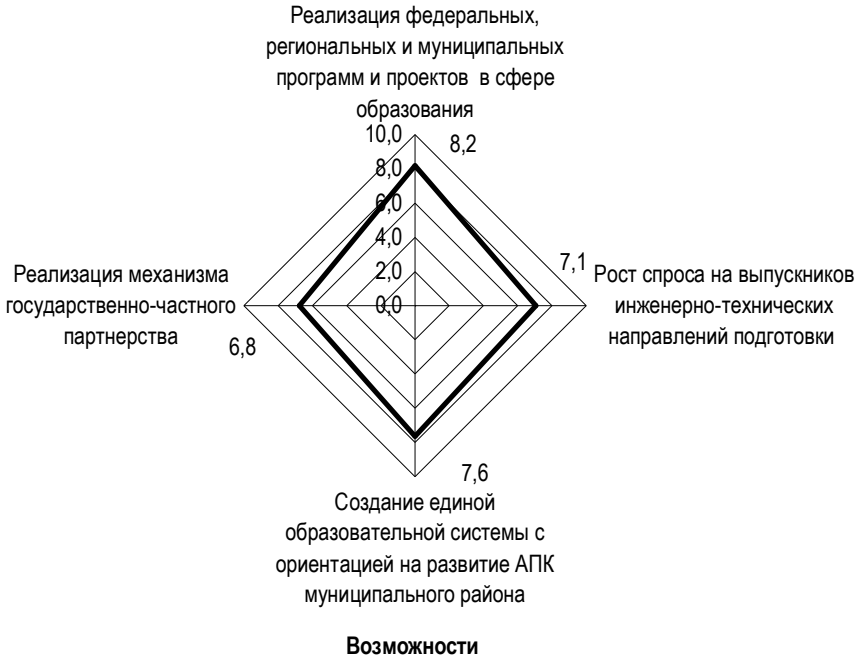 Реализация федеральных,
региональных и муниципальных
программ и проектов в сфере
образования
10,0
8,2
8,0
6,0
4,0
2,0
0,0
7,1
Рост спроса на выпускников
инженерно-технических
направлений подготовки
Реализация механизма
государственно-частного
партнерства
6,8
7,6
Создание единой
образовательной системы с
ориентацией на развитие АПК
муниципального района
Возможности